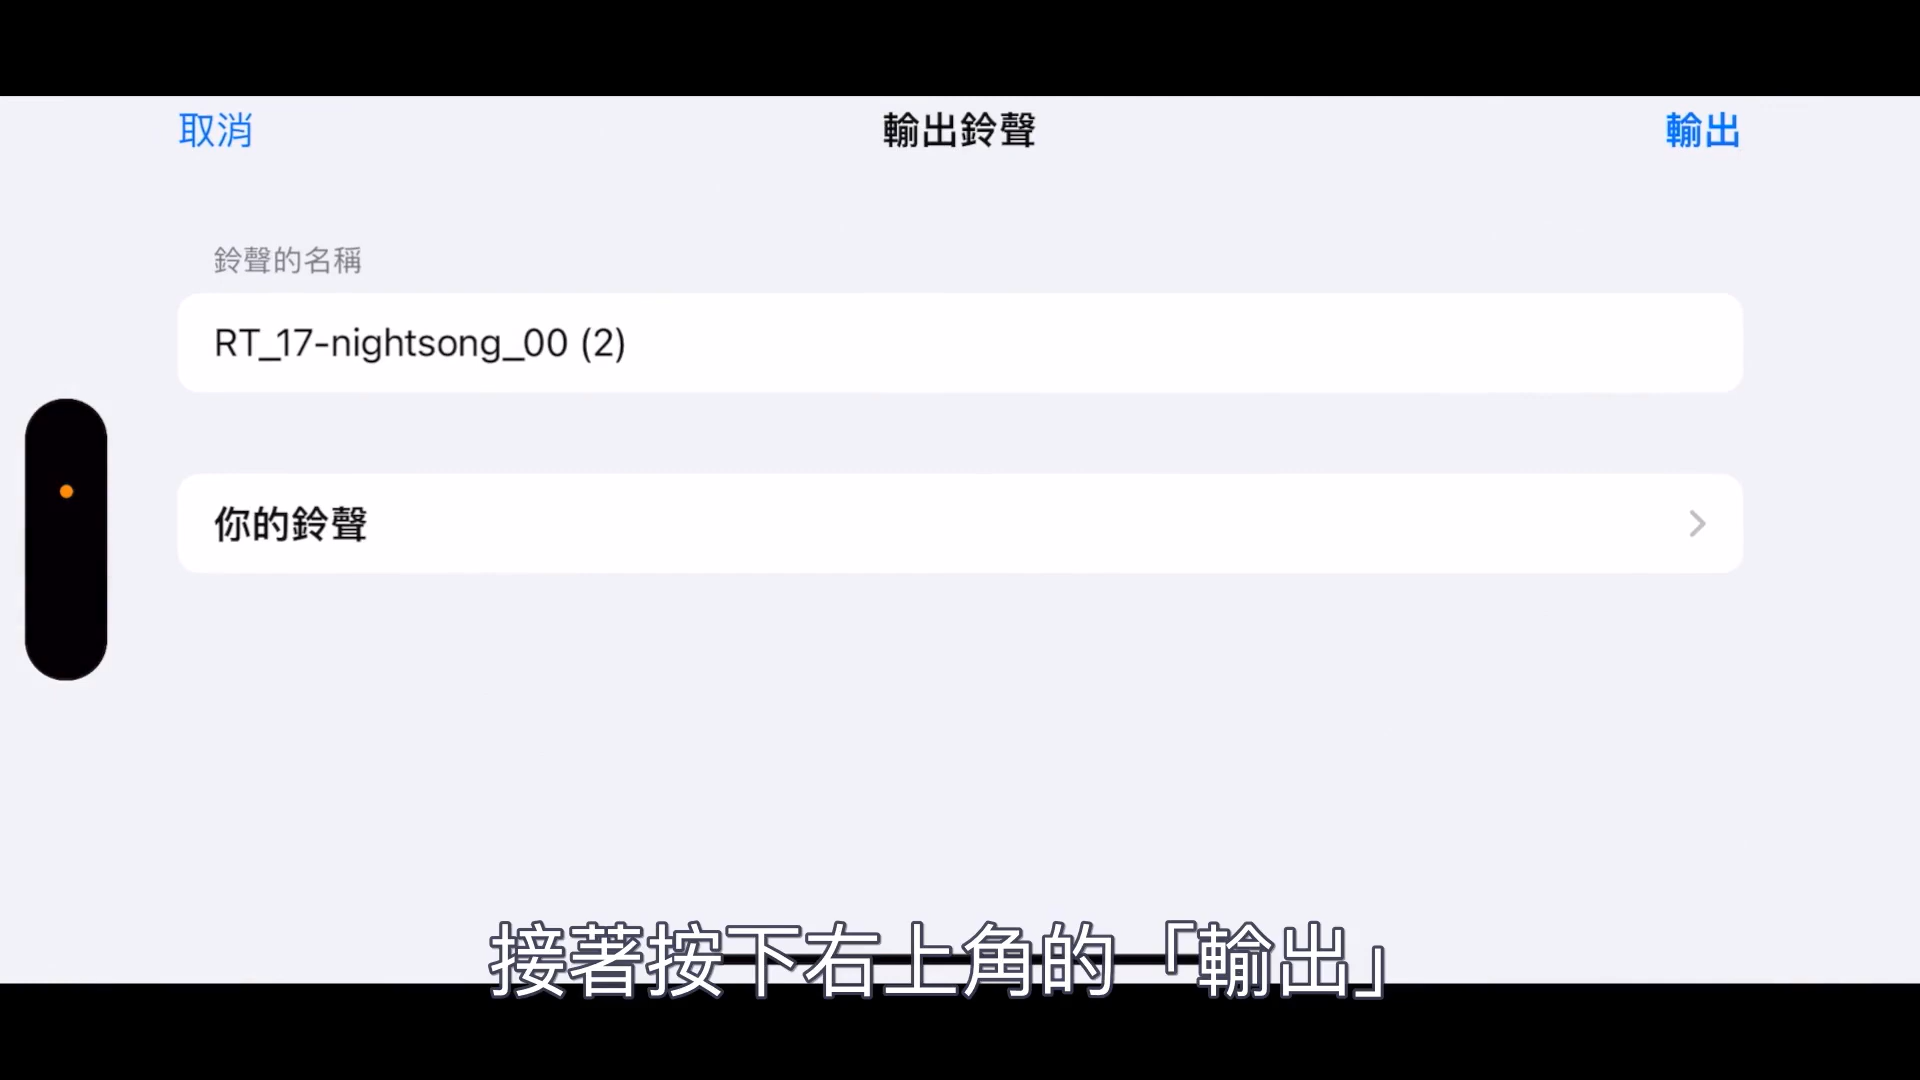 取消
輸出鈴聲
輸出
鈴聲的名稱
RT_17-nightsong_00 (2)
你的鈴聲
接著按下右上角的「輸出」